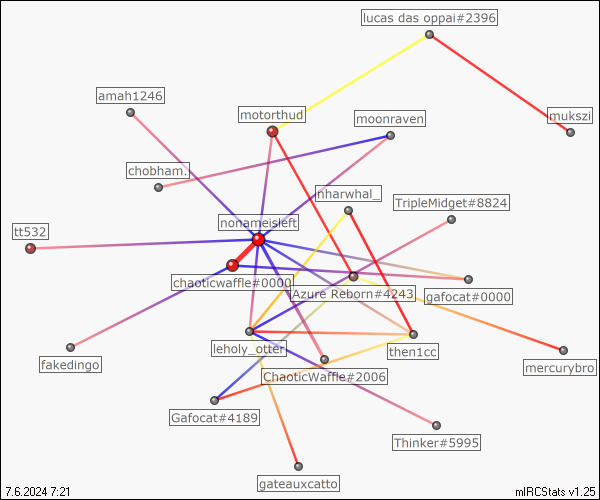 lucas das oppai#2396
amah1246
motorthud
moonraven
mukszi
chobham.
nharwhal_
TripleMidget#8824
nonameisleft
tt532
chaoticwaffle#0000
Azure Reborn#4243
gafocat#0000
leholy_otter
then1cc
fakedingo
ChaoticWaffle#2006
mercurybro
Gafocat#4189
Thinker#5995
gateauxcatto
7.6.2024 7:21
mIRCStats v1.25